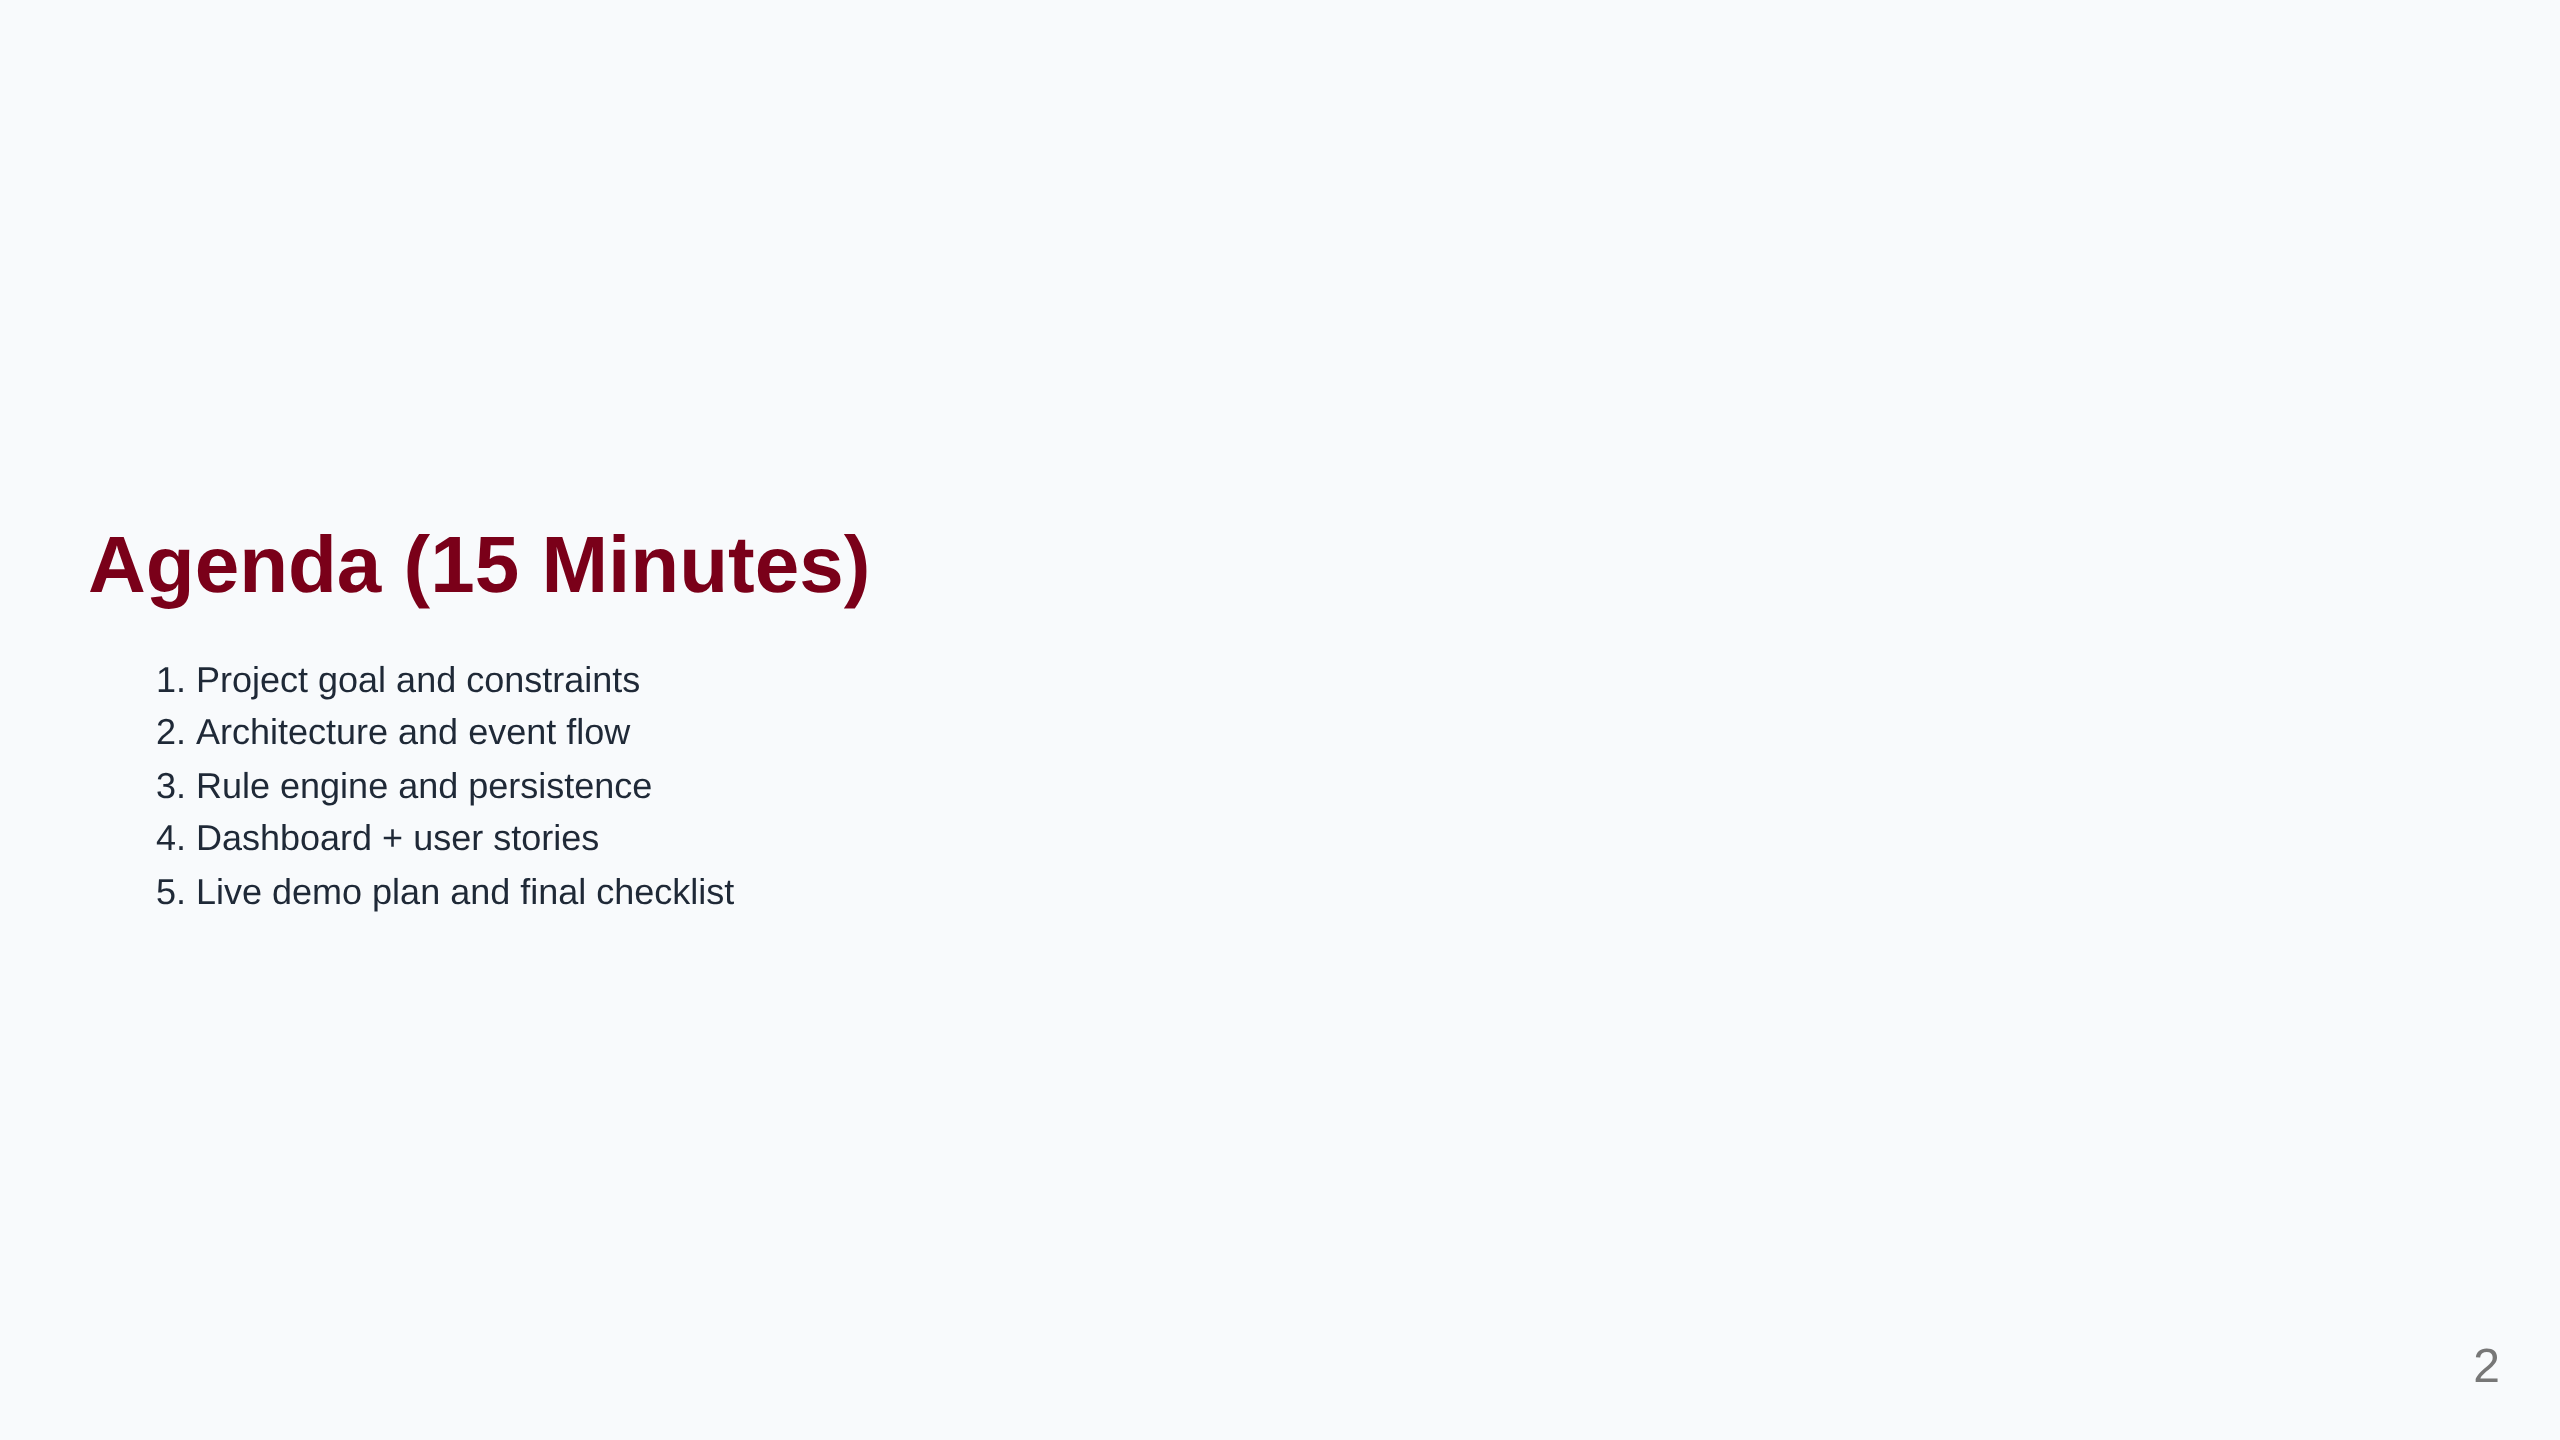 Agenda (15 Minutes)
1. Project goal and constraints
2. Architecture and event flow
3. Rule engine and persistence
4. Dashboard + user stories
5. Live demo plan and final checklist
2